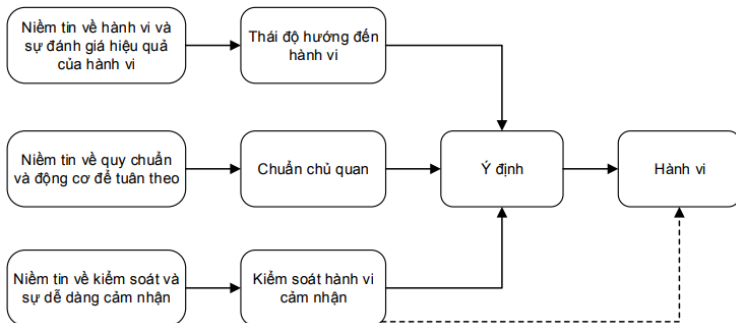 Niềm tin về hành vi và
sự đánh giá hiệu quả
của hành vi
Thái độ hướng đến
hành vi
Niềm tin về quy chuẩn
và động cơ để tuân theo
Chuẩn chủ quan
Ý định
Hành vi
Niềm tin về kiểm soát và
sự dễ dàng cảm nhận
Kiểm soát hành vi
cảm nhận